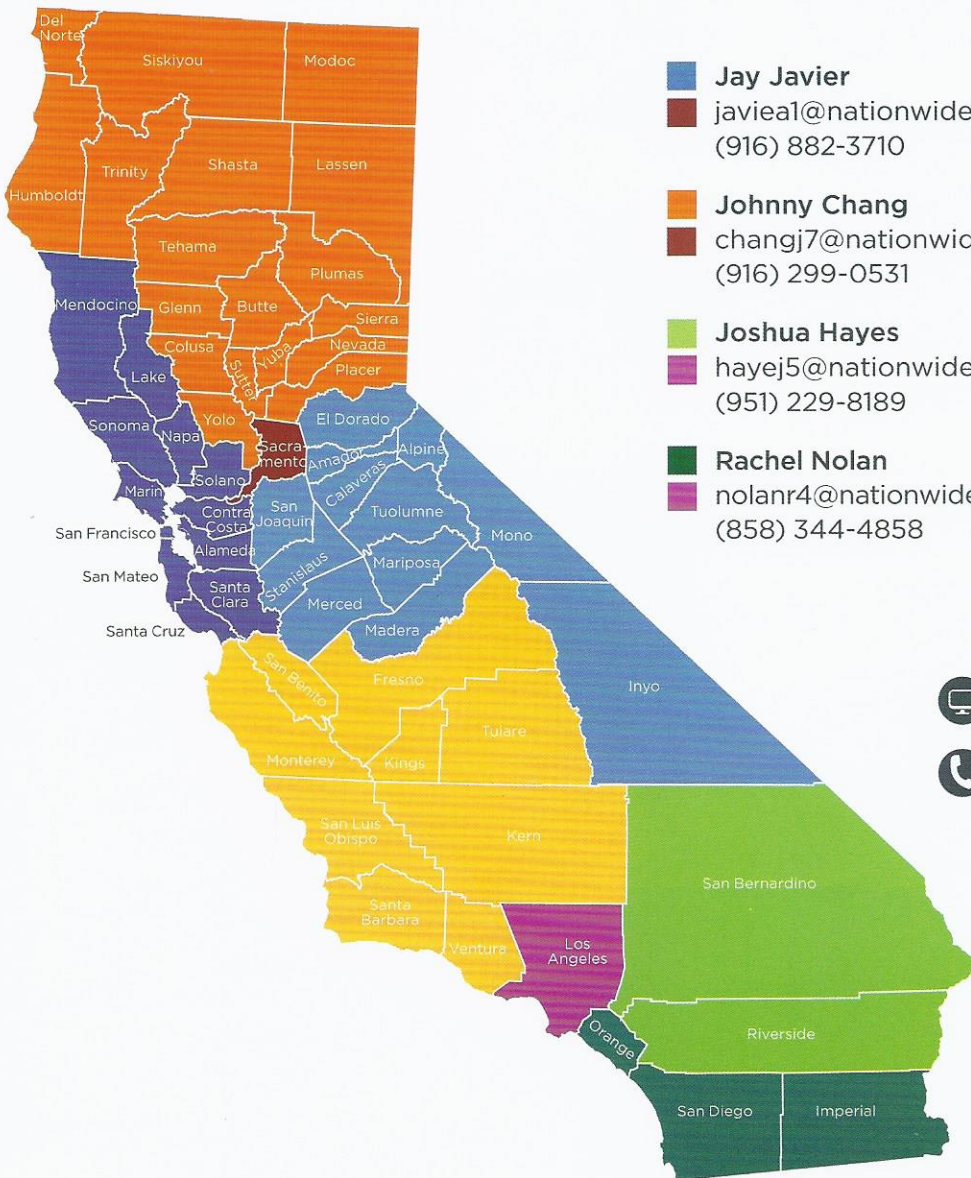 Del
Norte
Siskiyou
Modoc
Humboldt
Trinity
Shasta
Lassen
Tehama
Plumas
Mendocino
Glenn
Butte
Sierra
Colusa
Yuba
Nevada
Lake
Sutter
Placer
Sonoma
Napa
Yolo
El Dorado
Sacra-
mento
Amador
Alpine
Solano
Marin
Calaveras
Contra
Costa
San
Joaquin
Tuolumne
San Francisco
Alameda
Mono
San Mateo
Stanislaus
Mariposa
Santa
Clara
Merced
Santa Cruz
Madera
San Benito
Fresno
Inyo
Tulare
Monterey
Kings
San Luis
Obispo
Kern
San Bernardino
Santa
Barbara
Ventura
Los
Angeles
Orange
Riverside
San Diego
Imperial
Jay Javier
javiea1@nationwide
(916) 882-3710
Johnny Chang
changj7@nationwid
(916) 299-0531
Joshua Hayes
hayej5@nationwide
(951) 229-8189
Rachel Nolan
nolanr4@nationwide
(858) 344-4858